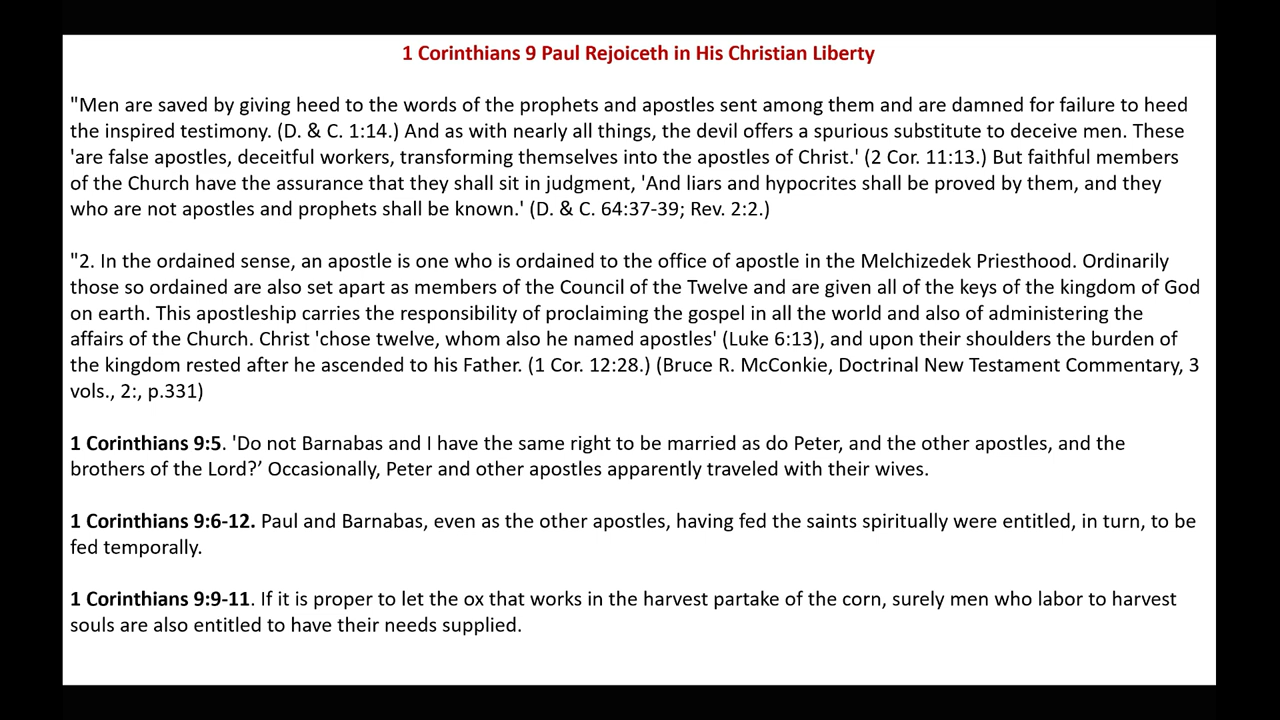 1 Corinthians 9 Paul Rejoiceth in His Christian Liberty
"Men are saved by giving heed to the words of the prophets and apostles sent among them and are damned for failure to heed
the inspired testimony. (D. & C. 1:14.) And as with nearly all things, the devil offers a spurious substitute to deceive men. These
'are false apostles, deceitful workers, transforming themselves into the apostles of Christ.' (2 Cor. 11:13.) But faithful members
of the Church have the assurance that they shall sit in judgment, 'And liars and hypocrites shall be proved by them, and they
who are not apostles and prophets shall be known.' (D. & C. 64:37-39; Rev. 2:2.)
"2. In the ordained sense, an apostle is one who is ordained to the office of apostle in the Melchizedek Priesthood. Ordinarily
those so ordained are also set apart as members of the Council of the Twelve and are given all of the keys of the kingdom of God
on earth. This apostleship carries the responsibility of proclaiming the gospel in all the world and also of administering the
affairs of the Church. Christ 'chose twelve, whom also he named apostles' (Luke 6:13), and upon their shoulders the burden of
the kingdom rested after he ascended to his Father. (1 Cor. 12:28.) (Bruce R. McConkie, Doctrinal New Testament Commentary, 3
vols., 2:, p.331)
1 Corinthians 9:5. 'Do not Barnabas and I have the same right to be married as do Peter, and the other apostles, and the
brothers of the Lord?’ Occasionally, Peter and other apostles apparently traveled with their wives.
1 Corinthians 9:6-12. Paul and Barnabas, even as the other apostles, having fed the saints spiritually were entitled, in turn, to be
fed temporally.
1 Corinthians 9:9-11. If it is proper to let the ox that works in the harvest partake of the corn, surely men who labor to harvest
souls are also entitled to have their needs supplied.